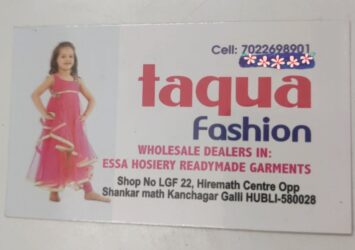 Cell: 7022698901
taqua
Fashion
WHOLESALE DEALERS IN:
ESSA HOSIERY READYMADE GARMENTS
Shop No LGF 22, Hiremath Centre Opp
Shankar math Kanchagar Galli HUBLI-580028